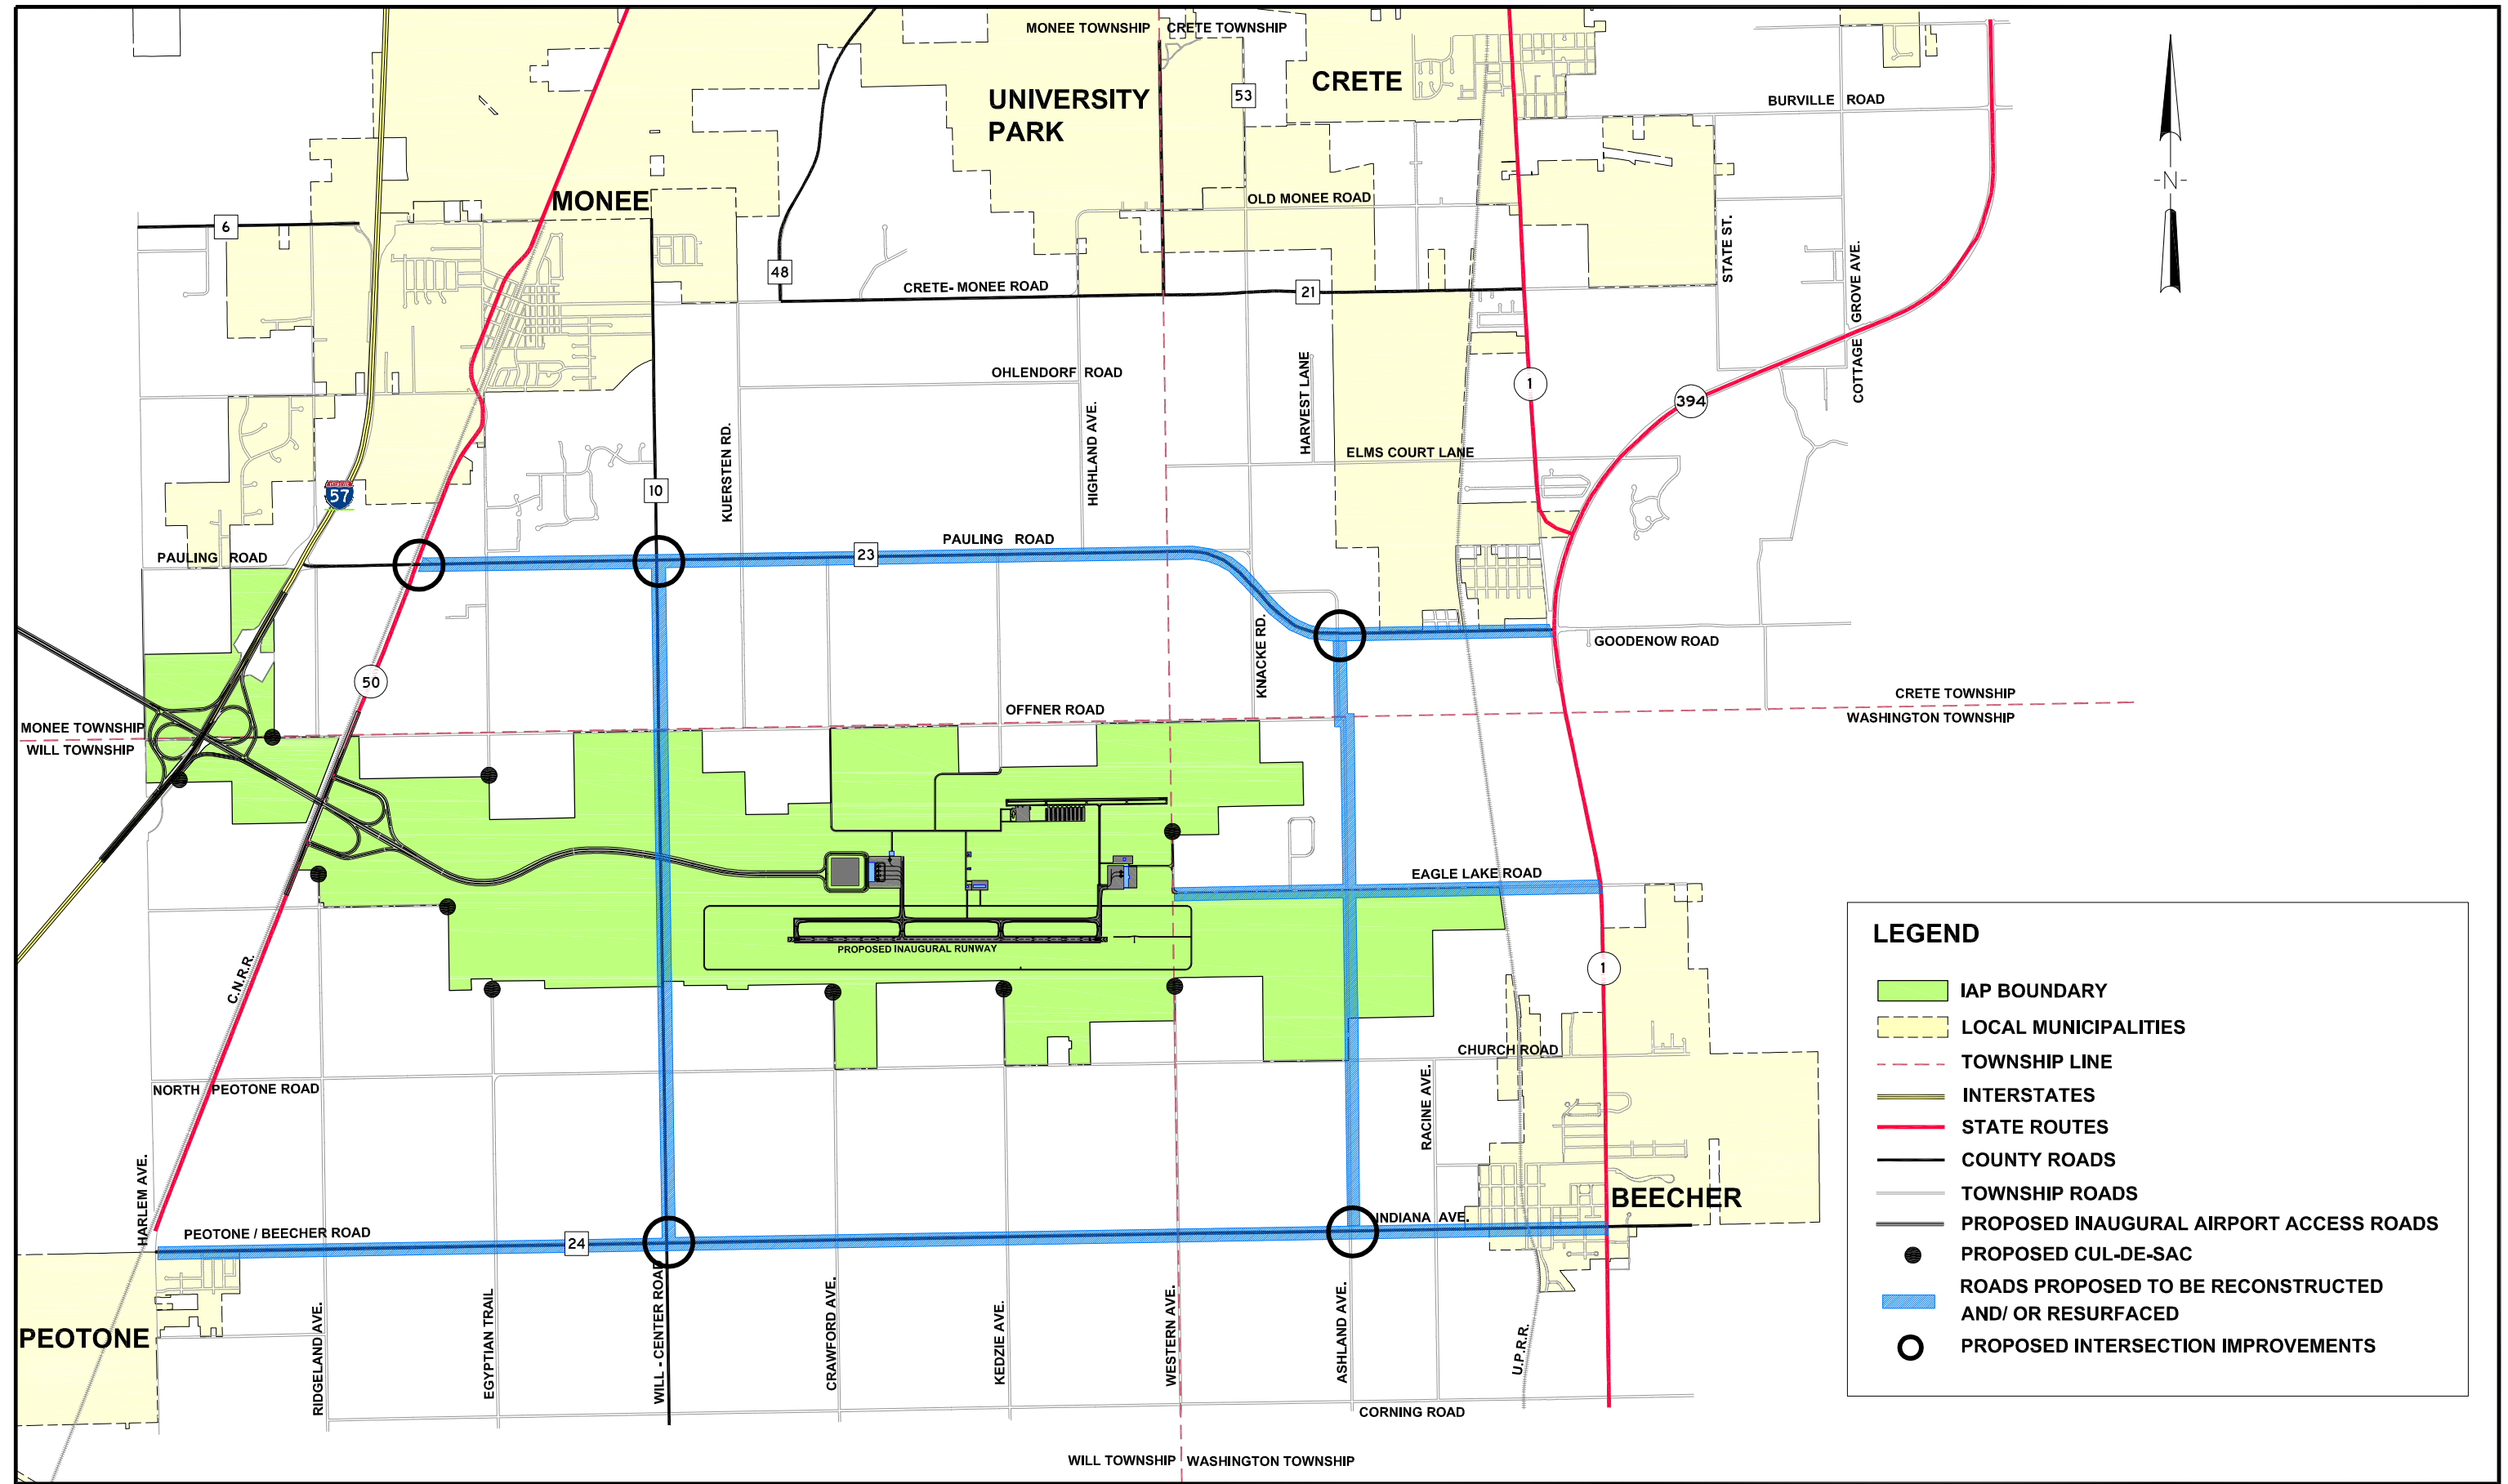 MONEE TOWNSHIP
CRETE TOWNSHIP
CRETE
UNIVERSITY
PARK
53
BURVILLE ROAD
-N-
MONEE
OLD MONEE ROAD
6
STATE ST.
COTTAGE GROVE AVE.
48
CRETE- MONEE ROAD
21
OHLENDORF ROAD
HARVEST LANE
1
394
HIGHLAND AVE.
KUERSTEN RD.
ELMS COURT LANE
57
10
PAULING ROAD
23
PAULING ROAD
GOODENOW ROAD
KNACKE RD.
50
OFFNER ROAD
CRETE TOWNSHIP
WASHINGTON TOWNSHIP
MONEE TOWNSHIP
WILL TOWNSHIP
EAGLE LAKE ROAD
PROPOSED INAUGURAL RUNWAY
C.N.R.R.
1
CHURCH ROAD
NORTH PEOTONE ROAD
RACINE AVE.
HARLEM AVE.
BEECHER
PEOTONE / BEECHER ROAD
24
INDIANA AVE.
PEOTONE
RIDGELAND AVE.
EGYPTIAN TRAIL
WILL - CENTER ROAD
CRAWFORD AVE.
KEDZIE AVE.
WESTERN AVE.
ASHLAND AVE.
U.P.R.R.
CORNING ROAD
WILL TOWNSHIP
WASHINGTON TOWNSHIP
LEGEND
IAP BOUNDARY
LOCAL MUNICIPALITIES
TOWNSHIP LINE
INTERSTATES
STATE ROUTES
COUNTY ROADS
TOWNSHIP ROADS
PROPOSED INAUGURAL AIRPORT ACCESS ROADS
PROPOSED CUL-DE-SAC
ROADS PROPOSED TO BE RECONSTRUCTED
AND/ OR RESURFACED
PROPOSED INTERSECTION IMPROVEMENTS